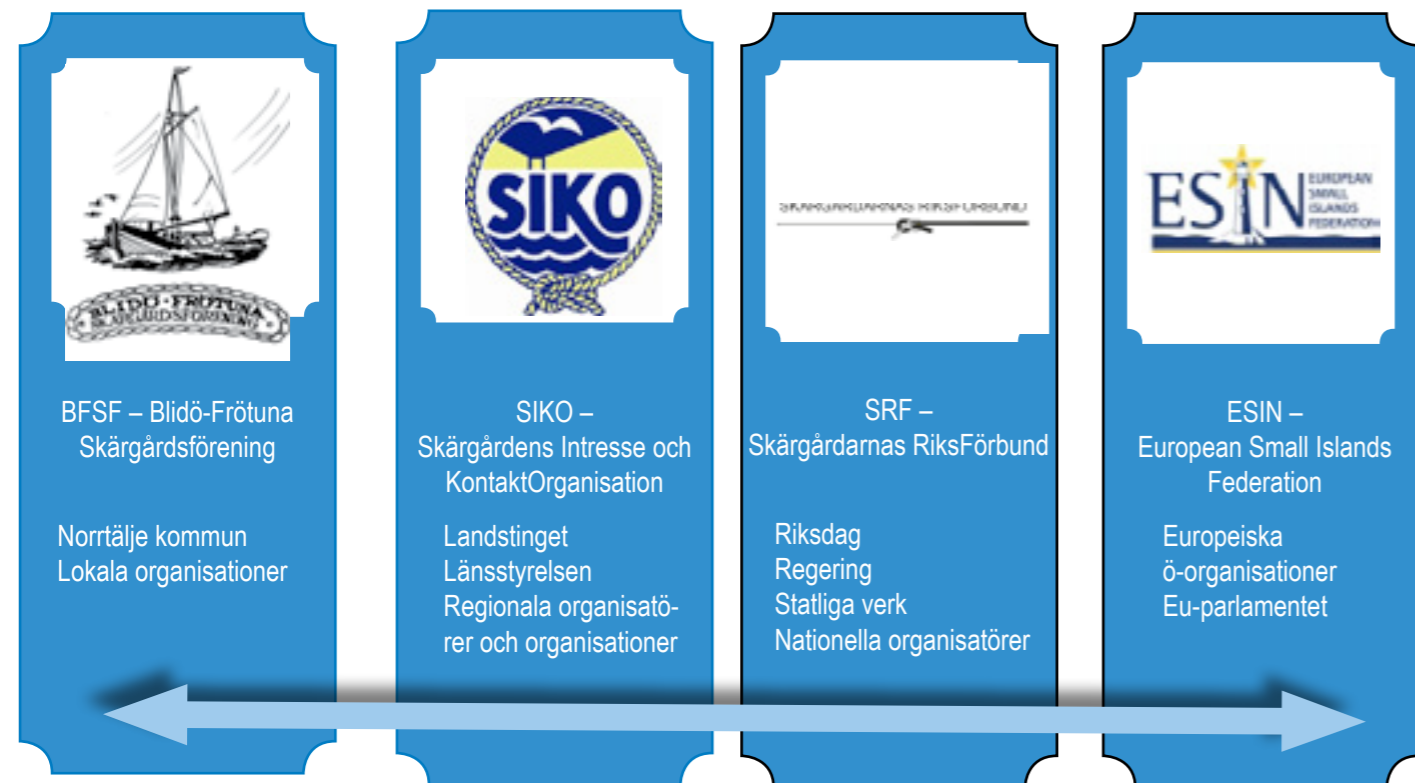 BLIDÖ-FRÖTUNA
SKÄRGÅRDSFÖRENING
BFSF – Blidö-Frötuna
Skärgårdsförening
Norrtälje kommun
Lokala organisationer
SIKO
SIKO –
Skärgårdens Intresse och
KontaktOrganisation
Landstinget
Länsstyrelsen
Regionala organisatö-
rer och organisationer
SKÄRGÅRDARNAS RIKSFÖRBUND
SRF –
Skärgårdarnas RiksFörbund
Riksdag
Regering
Statliga verk
Nationella organisatörer
ESIN
EUROPEAN
SMALL
ISLANDS
FEDERATION
ESIN –
European Small Islands
Federation
Europeiska
ö-organisationer
Eu-parlamentet